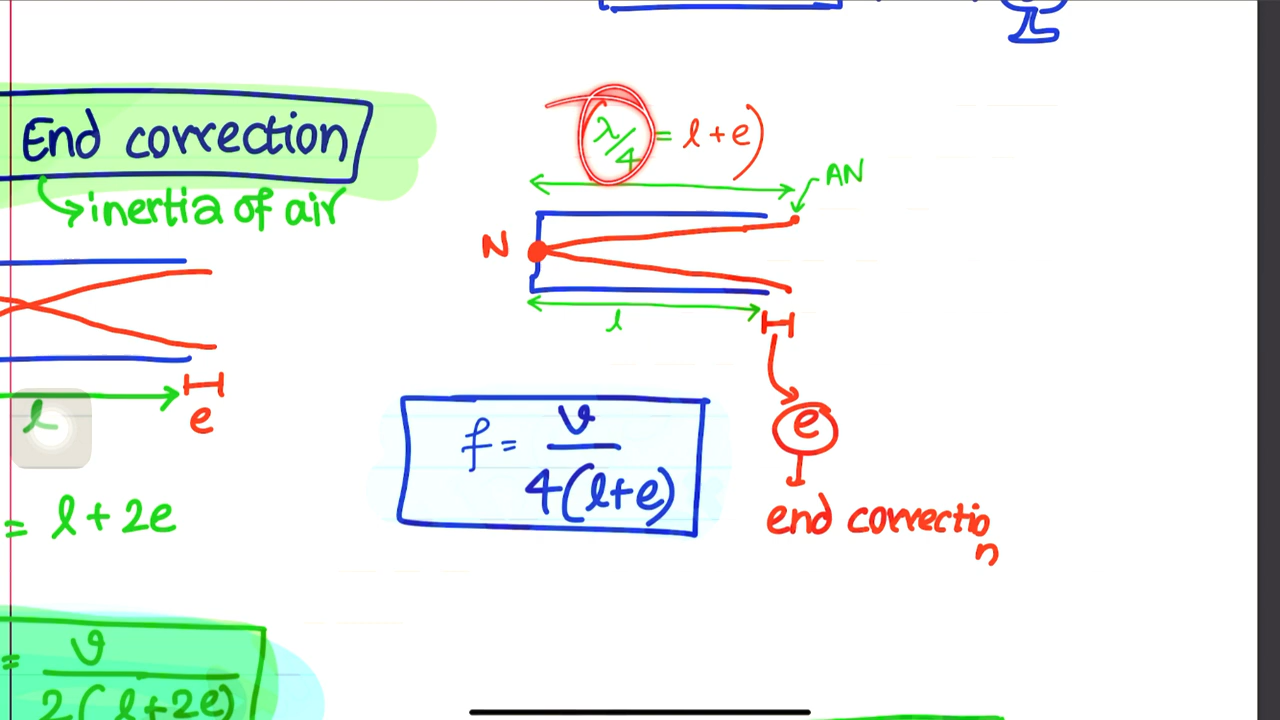 End correction
→inertia of air
l
e
= l + 2e
= v / 2(l+2e)
λ/4 = l + e)
AN
N
l
e
end correction
f = v / 4(l+e)